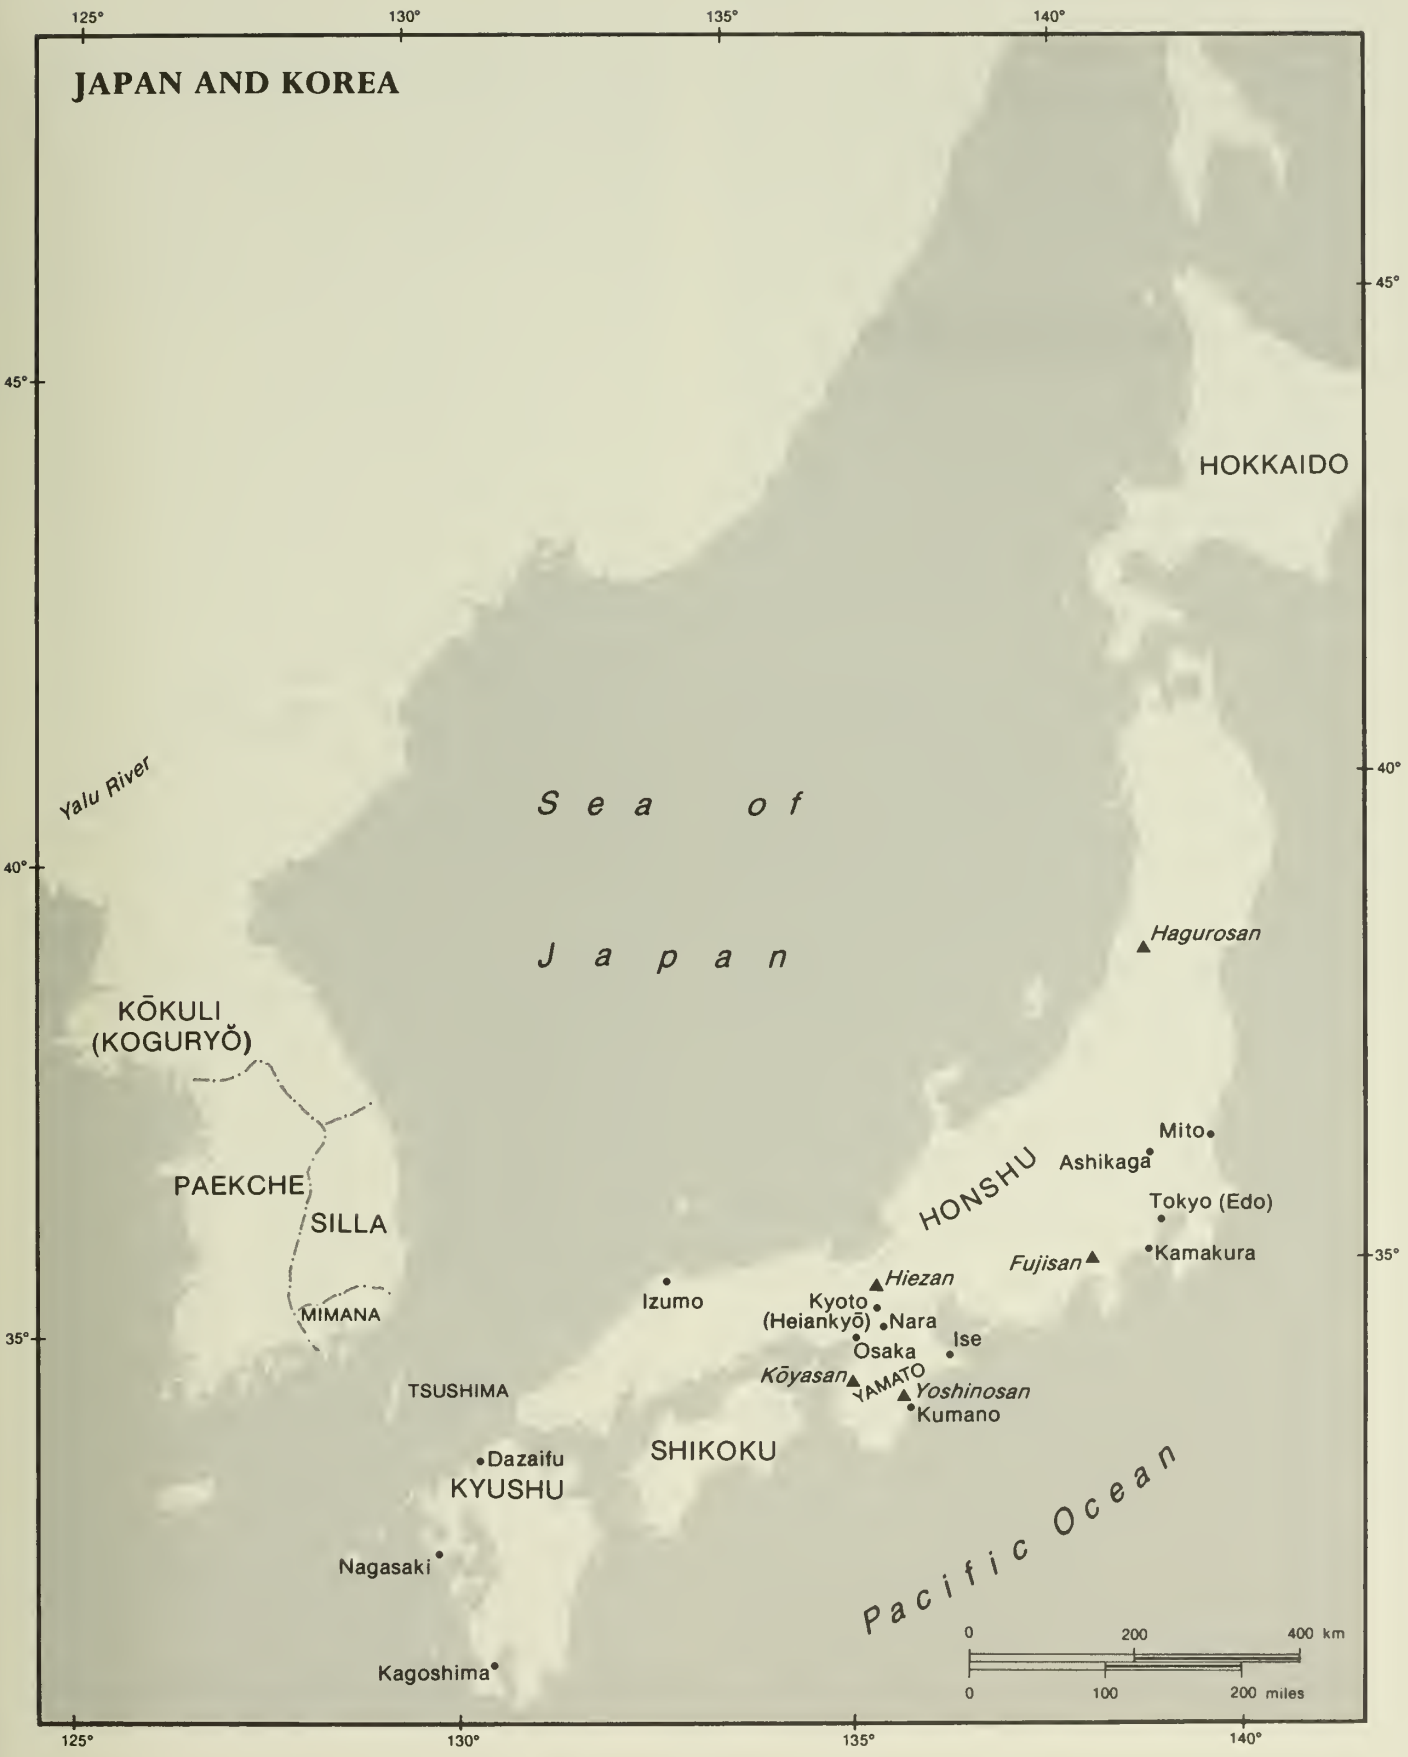 125° 130° 135° 140°
JAPAN AND KOREA
45°
45°
HOKKAIDO
Yalu River
40°
Sea of
40°
Japan
Hagurosan
KŌKULI
(KOGURYŎ)
Mito
Ashikaga
HONSHU
PAEKCHE
Tokyo (Edo)
SILLA
Kamakura
35°
Fujisan
Hiezan
Izumo
Kyoto
(Heiankyō)
Nara
MIMANA
35°
Ise
Osaka
Kōyasan
YAMATO
TSUSHIMA
Yoshinosan
Kumano
SHIKOKU
Dazaifu
KYUSHU
Pacific Ocean
Nagasaki
0 200 400 km
Kagoshima
0 100 200 miles
125° 130° 135° 140°